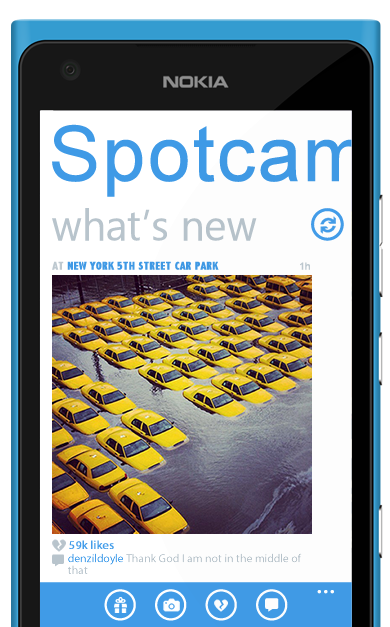 NOKIA
Spotcam
what's new
AT NEW YORK 5TH STREET CAR PARK 1h
59k likes
denzildoyle Thank God I am not in the middle of
that